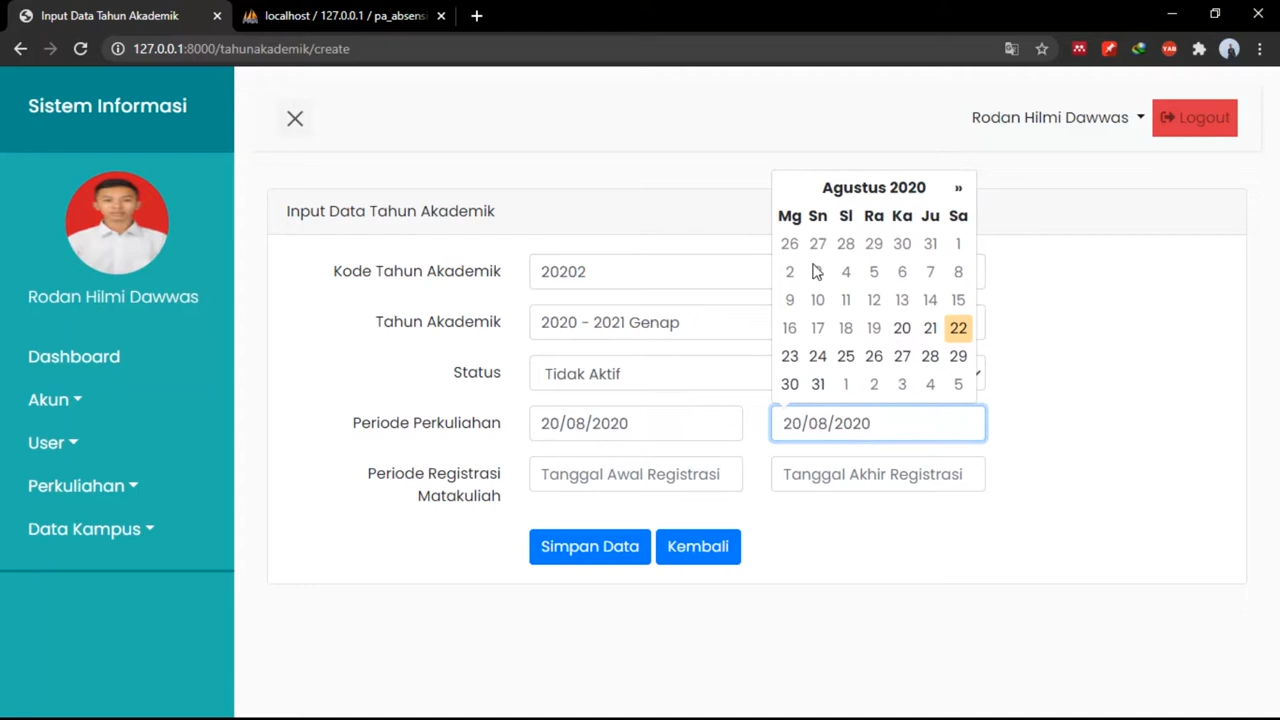 Input Data Tahun Akademik
localhost / 127.0.0.1 / pa_absens
127.0.0.1:8000/tahunakademik/create
YAB
Sistem Informasi
Rodan Hilmi Dawwas
Logout
Rodan Hilmi Dawwas
Dashboard
Akun
User
Perkuliahan
Data Kampus
Input Data Tahun Akademik
Kode Tahun Akademik
20202
Tahun Akademik
2020 - 2021 Genap
Status
Tidak Aktif
Periode Perkuliahan
20/08/2020
20/08/2020
Periode Registrasi
Matakuliah
Tanggal Awal Registrasi
Tanggal Akhir Registrasi
Simpan Data
Kembali
Agustus 2020 »
Mg Sn Sl Ra Ka Ju Sa
26 27 28 29 30 31 1
2 4 5 6 7 8
9 10 11 12 13 14 15
16 17 18 19 20 21 22
23 24 25 26 27 28 29
30 31 1 2 3 4 5